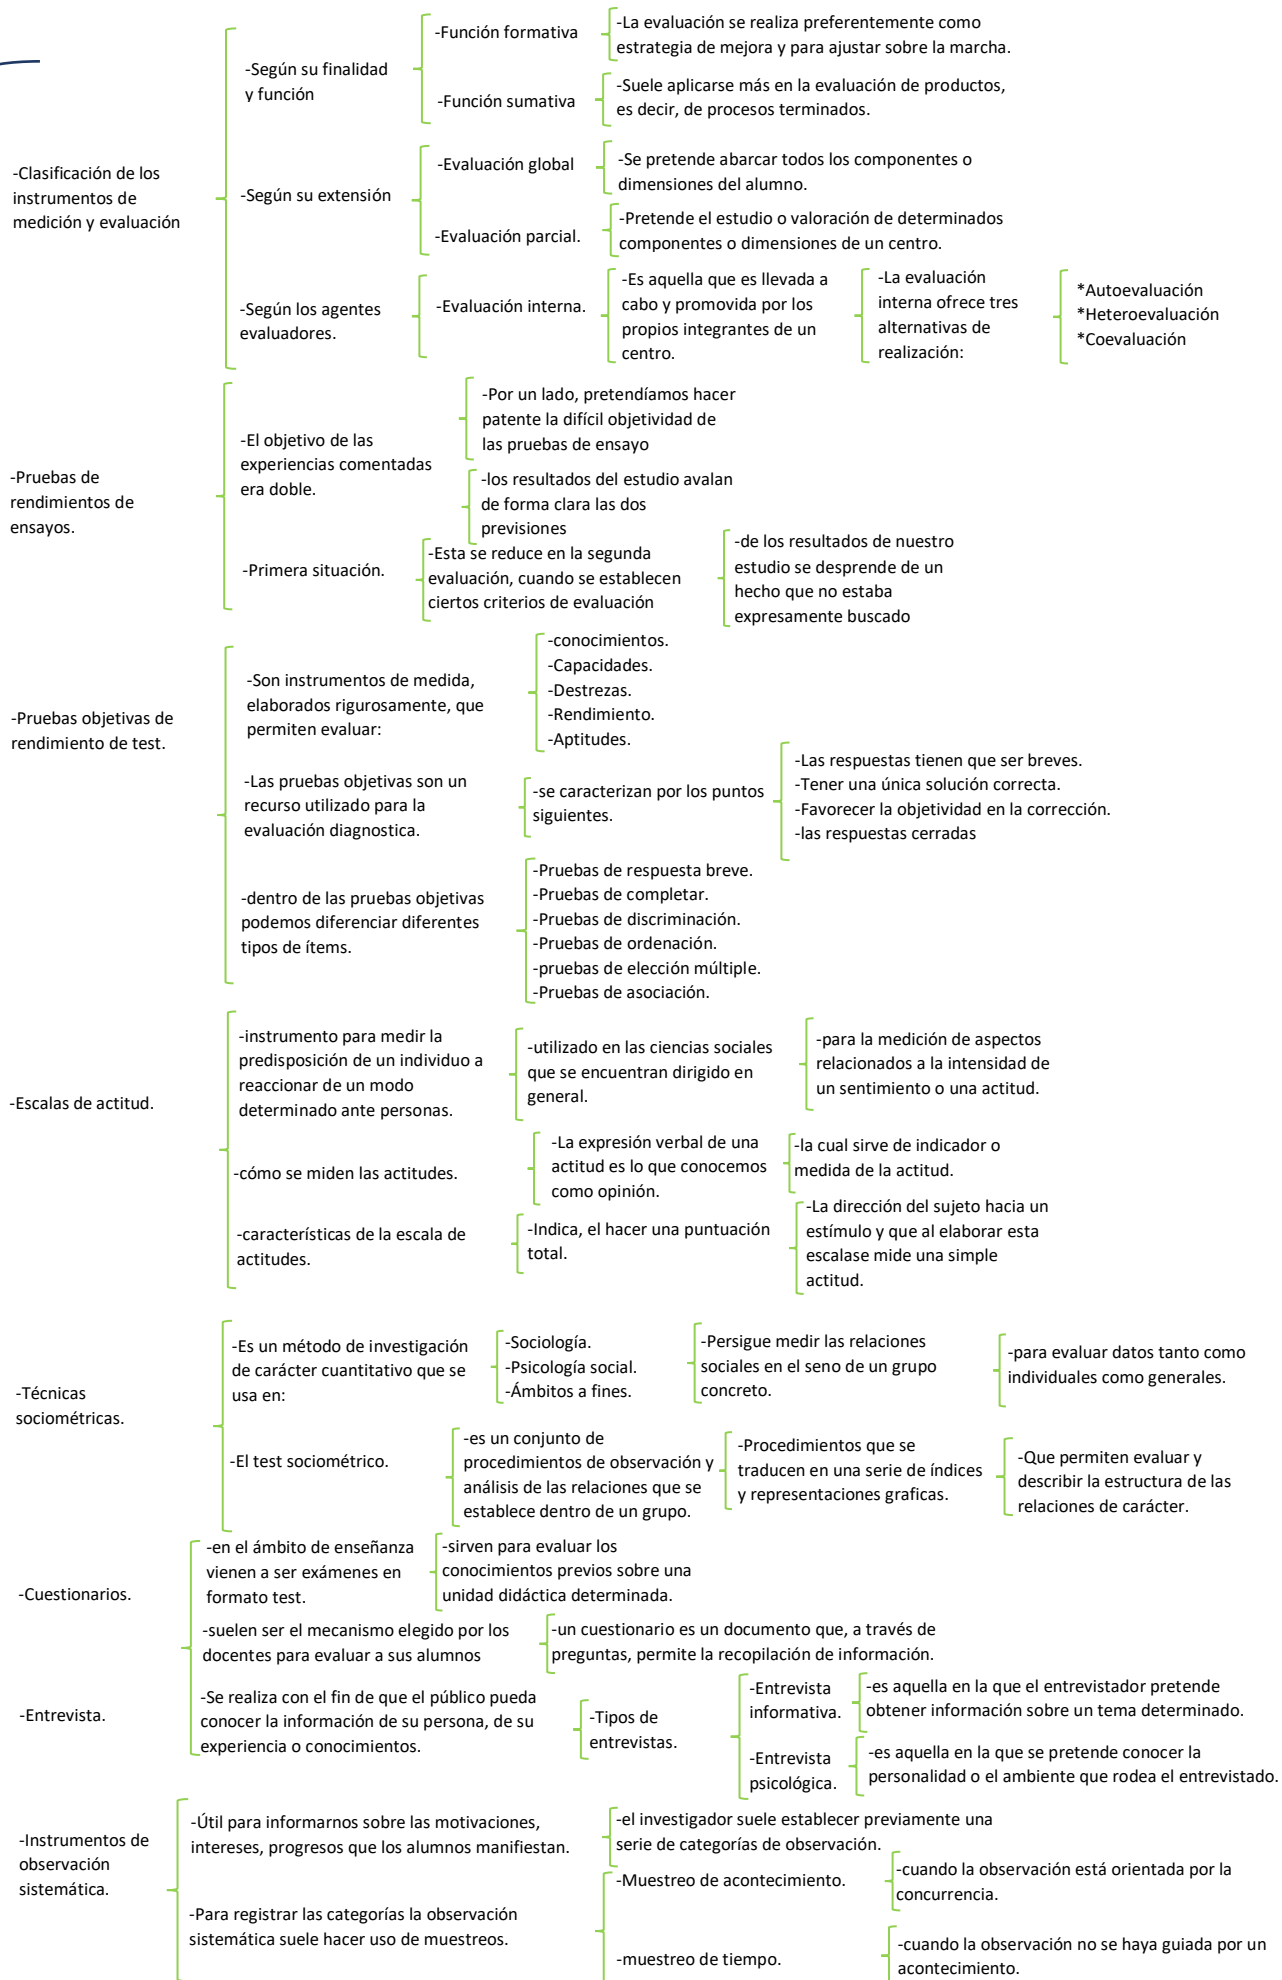 -Clasificación de los
instrumentos de
medición y evaluación
-Según su finalidad
y función
-Función formativa
-La evaluación se realiza preferentemente como
estrategia de mejora y para ajustar sobre la marcha.
-Función sumativa
-Suele aplicarse más en la evaluación de productos,
es decir, de procesos terminados.
-Según su extensión
-Evaluación global
-Se pretende abarcar todos los componentes o
dimensiones del alumno.
-Evaluación parcial.
-Pretende el estudio o valoración de determinados
componentes o dimensiones de un centro.
-Según los agentes
evaluadores.
-Evaluación interna.
-Es aquella que es llevada a
cabo y promovida por los
propios integrantes de un
centro.
-La evaluación
interna ofrece tres
alternativas de
realización:
*Autoevaluación
*Heteroevaluación
*Coevaluación
-Pruebas de
rendimientos de
ensayos.
-El objetivo de las
experiencias comentadas
era doble.
-Por un lado, pretendíamos hacer
patente la difícil objetividad de
las pruebas de ensayo
-los resultados del estudio avalan
de forma clara las dos
previsiones
-Primera situación.
-Esta se reduce en la segunda
evaluación, cuando se establecen
ciertos criterios de evaluación
-de los resultados de nuestro
estudio se desprende de un
hecho que no estaba
expresamente buscado
-Pruebas objetivas de
rendimiento de test.
-Son instrumentos de medida,
elaborados rigurosamente, que
permiten evaluar:
-conocimientos.
-Capacidades.
-Destrezas.
-Rendimiento.
-Aptitudes.
-Las pruebas objetivas son un
recurso utilizado para la
evaluación diagnostica.
-se caracterizan por los puntos
siguientes.
-Las respuestas tienen que ser breves.
-Tener una única solución correcta.
-Favorecer la objetividad en la corrección.
-las respuestas cerradas
-dentro de las pruebas objetivas
podemos diferenciar diferentes
tipos de ítems.
-Pruebas de respuesta breve.
-Pruebas de completar.
-Pruebas de discriminación.
-Pruebas de ordenación.
-pruebas de elección múltiple.
-Pruebas de asociación.
-Escalas de actitud.
-instrumento para medir la
predisposición de un individuo a
reaccionar de un modo
determinado ante personas.
-utilizado en las ciencias sociales
que se encuentran dirigido en
general.
-para la medición de aspectos
relacionados a la intensidad de
un sentimiento o una actitud.
-cómo se miden las actitudes.
-La expresión verbal de una
actitud es lo que conocemos
como opinión.
-la cual sirve de indicador o
medida de la actitud.
-características de la escala de
actitudes.
-Indica, el hacer una puntuación
total.
-La dirección del sujeto hacia un
estímulo y que al elaborar esta
escalase mide una simple
actitud.
-Técnicas
sociométricas.
-Es un método de investigación
de carácter cuantitativo que se
usa en:
-Sociología.
-Psicología social.
-Ámbitos a fines.
-Persigue medir las relaciones
sociales en el seno de un grupo
concreto.
-para evaluar datos tanto como
individuales como generales.
-El test sociométrico.
-es un conjunto de
procedimientos de observación y
análisis de las relaciones que se
establece dentro de un grupo.
-Procedimientos que se
traducen en una serie de índices
y representaciones graficas.
-Que permiten evaluar y
describir la estructura de las
relaciones de carácter.
-Cuestionarios.
-en el ámbito de enseñanza
vienen a ser exámenes en
formato test.
-sirven para evaluar los
conocimientos previos sobre una
unidad didáctica determinada.
-suelen ser el mecanismo elegido por los
docentes para evaluar a sus alumnos
-un cuestionario es un documento que, a través de
preguntas, permite la recopilación de información.
-Entrevista.
-Se realiza con el fin de que el público pueda
conocer la información de su persona, de su
experiencia o conocimientos.
-Tipos de
entrevistas.
-Entrevista
informativa.
-es aquella en la que el entrevistador pretende
obtener información sobre un tema determinado.
-Entrevista
psicológica.
-es aquella en la que se pretende conocer la
personalidad o el ambiente que rodea el entrevistado.
-Instrumentos de
observación
sistemática.
-Útil para informarnos sobre las motivaciones,
intereses, progresos que los alumnos manifiestan.
-el investigador suele establecer previamente una
serie de categorías de observación.
-Para registrar las categorías la observación
sistemática suele hacer uso de muestreos.
-Muestreo de acontecimiento.
-cuando la observación está orientada por la
concurrencia.
-muestreo de tiempo.
-cuando la observación no se haya guiada por un
acontecimiento.